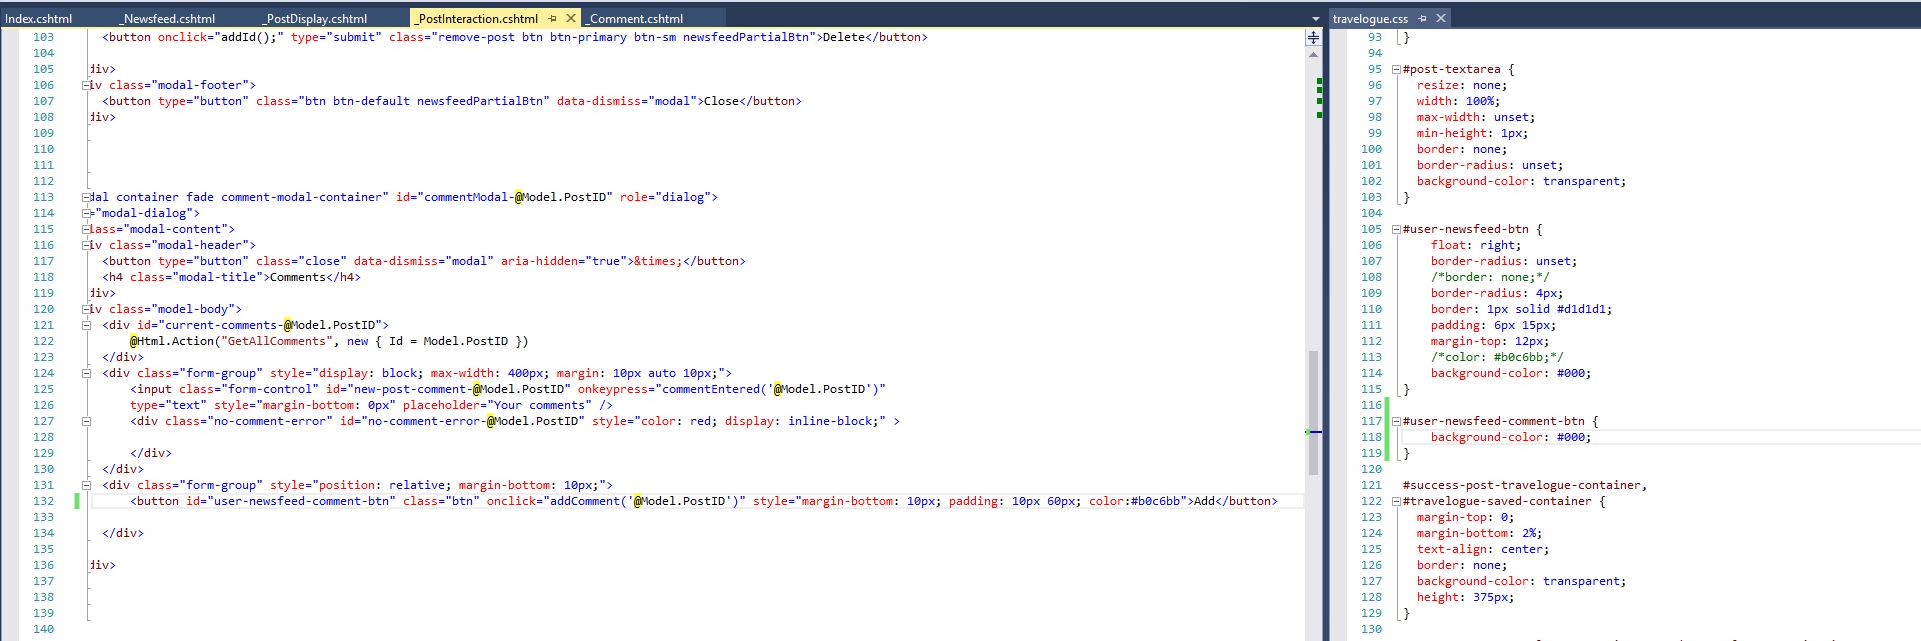 Index.cshtml _Newsfeed.cshtml _PostDisplay.cshtml _PostInteraction.cshtml _Comment.cshtml
103 <button onclick="addId();" type="submit" class="remove-post btn btn-primary btn-sm newsfeedPartialBtn">Delete</button>
104
105 div>
106 iv class="modal-footer">
107 <button type="button" class="btn btn-default newsfeedPartialBtn" data-dismiss="modal">Close</button>
108 div>
109
110
111
112
113 dal container fade comment-modal-container" id="commentModal-@Model.PostID" role="dialog">
114 ="modal-dialog">
115 lass="modal-content">
116 iv class="modal-header">
117 <button type="button" class="close" data-dismiss="modal" aria-hidden="true">&times;</button>
118 <h4 class="modal-title">Comments</h4>
119 div>
120 iv class="model-body">
121 <div id="current-comments-@Model.PostID">
122 @Html.Action("GetAllComments", new { Id = Model.PostID })
123 </div>
124 <div class="form-group" style="display: block; max-width: 400px; margin: 10px auto 10px;">
125 <input class="form-control" id="new-post-comment-@Model.PostID" onkeypress="commentEntered('@Model.PostID')"
126 type="text" style="margin-bottom: 0px" placeholder="Your comments" />
127 <div class="no-comment-error" id="no-comment-error-@Model.PostID" style="color: red; display: inline-block;" >
128
129 </div>
130 </div>
131 <div class="form-group" style="position: relative; margin-bottom: 10px;">
132 <button id="user-newsfeed-comment-btn" class="btn" onclick="addComment('@Model.PostID')" style="margin-bottom: 10px; padding: 10px 60px; color:#b0c6bb">Add</button>
133
134 </div>
135
136 div>
137
138
139
140
travelogue.css
93 }
94
95 #post-textarea {
96 resize: none;
97 width: 100%;
98 max-width: unset;
99 min-height: 1px;
100 border: none;
101 border-radius: unset;
102 background-color: transparent;
103 }
104
105 #user-newsfeed-btn {
106 float: right;
107 border-radius: unset;
108 /*border: none;*/
109 border-radius: 4px;
110 border: 1px solid #d1d1d1;
111 padding: 6px 15px;
112 margin-top: 12px;
113 /*color: #b0c6bb;*/
114 background-color: #000;
115 }
116
117 #user-newsfeed-comment-btn {
118 background-color: #000;
119 }
120
121 #success-post-travelogue-container,
122 #travelogue-saved-container {
123 margin-top: 0;
124 margin-bottom: 2%;
125 text-align: center;
126 border: none;
127 background-color: transparent;
128 height: 375px;
129 }
130